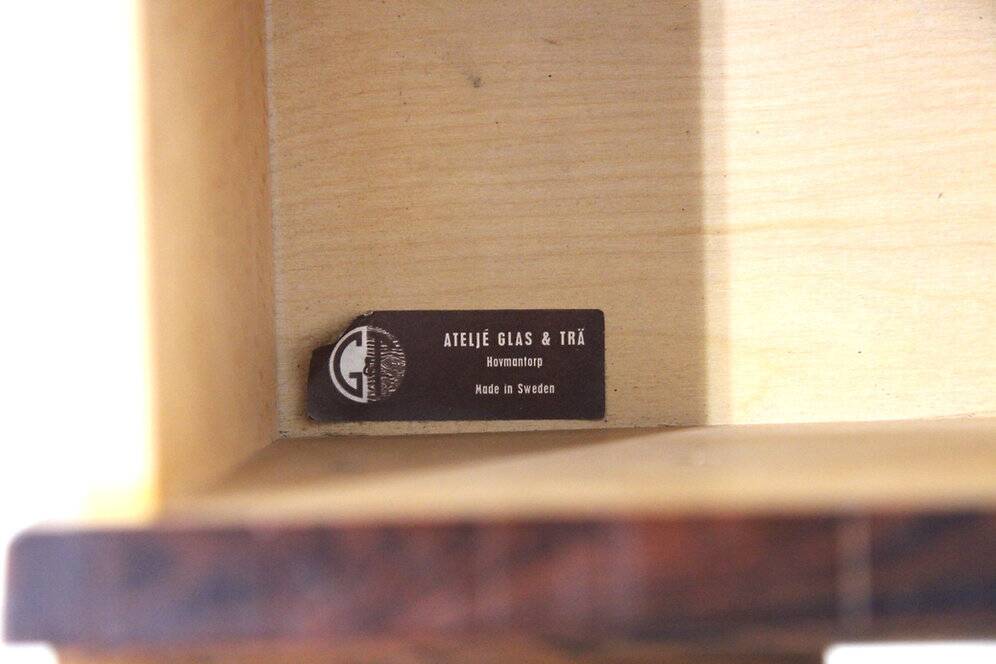 ATELJÉ GLAS & TRÄ
Hovmantorp
Made in Sweden